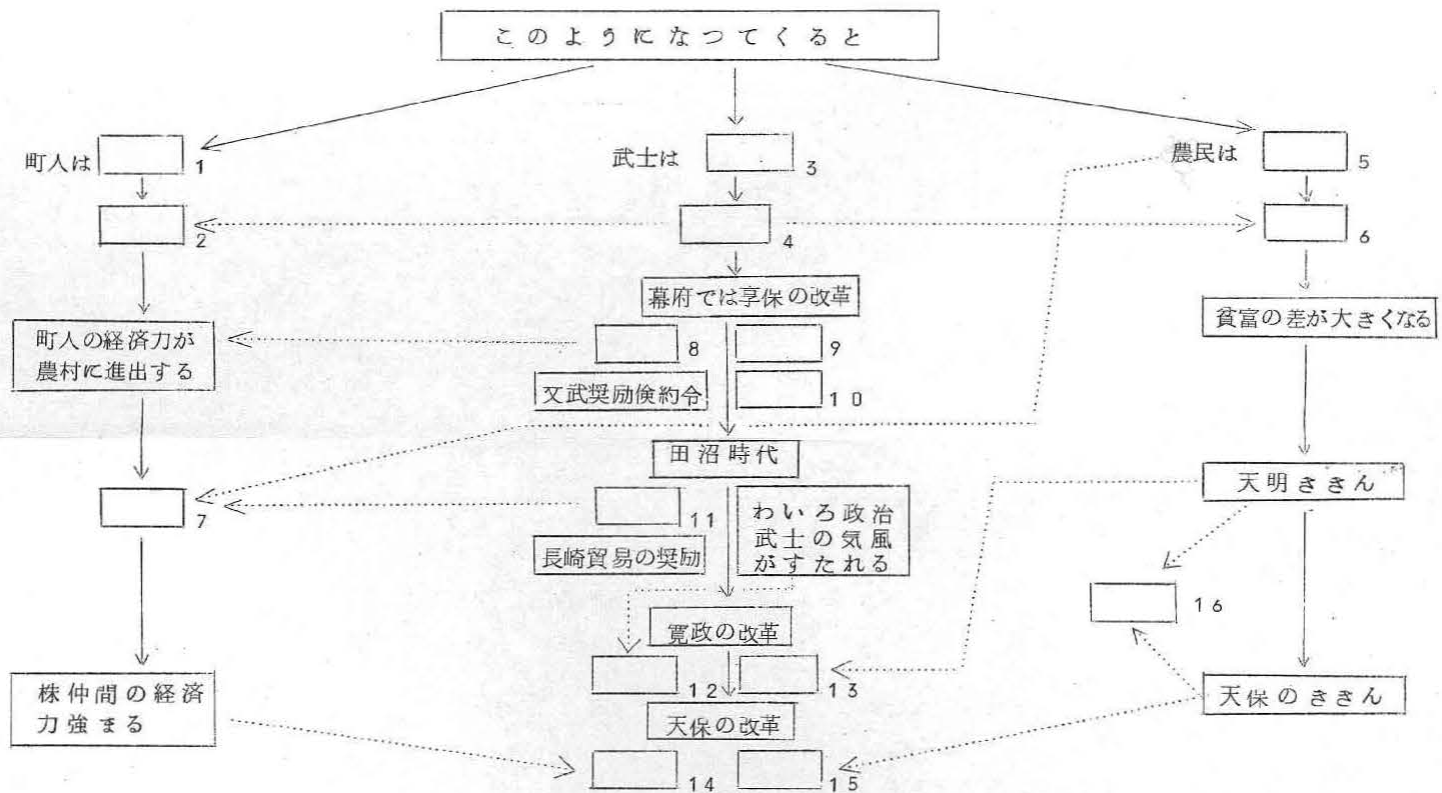 このようになつてくると
町人は
1
武士は
3
農民は
5
2
4
6
幕府では享保の改革
貧富の差が大きくなる
町人の経済力が
農村に進出する
8
9
文武奨励倹約令
10
田沼時代
天明ききん
7
11
わいろ政治
武士の気風
がすたれる
長崎貿易の奨励
16
寛政の改革
12
13
株仲間の経済
力強まる
天保の改革
天保のききん
14
15